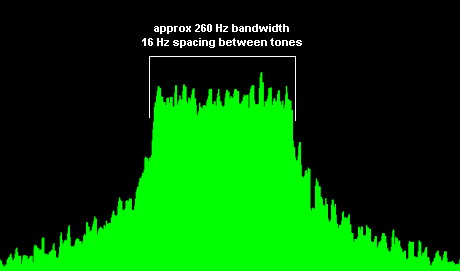 approx 260 Hz bandwidth
16 Hz spacing between tones